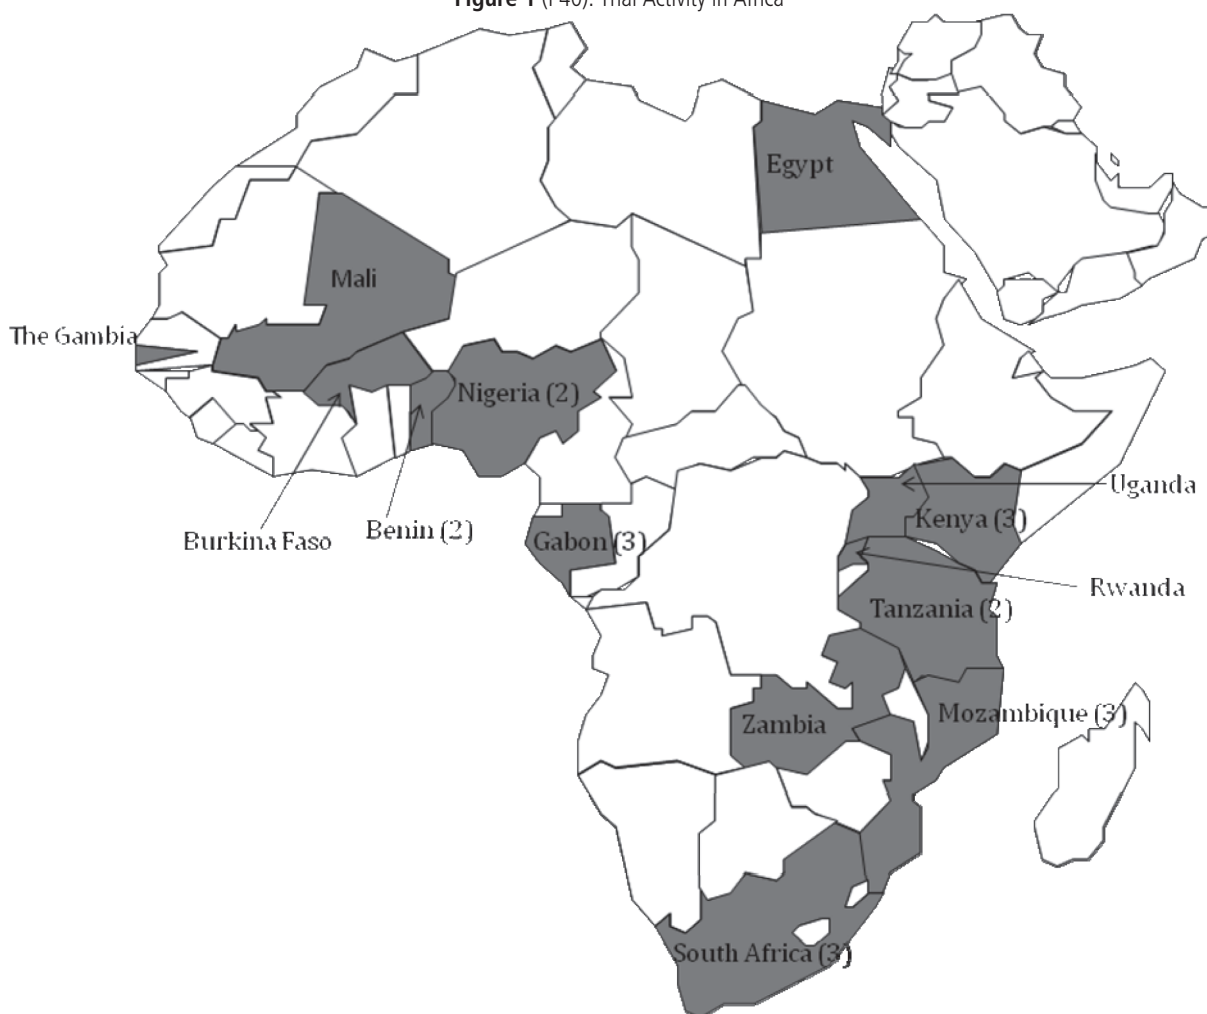 Figure 1 (P40). Trial Activity in Africa
Egypt
Mali
The Gambia
Nigeria (2)
Uganda
Kenya (3)
Burkina Faso
Benin (2)
Gabon (3)
Rwanda
Tanzania (2)
Mozambique (3)
Zambia
South Africa (3)